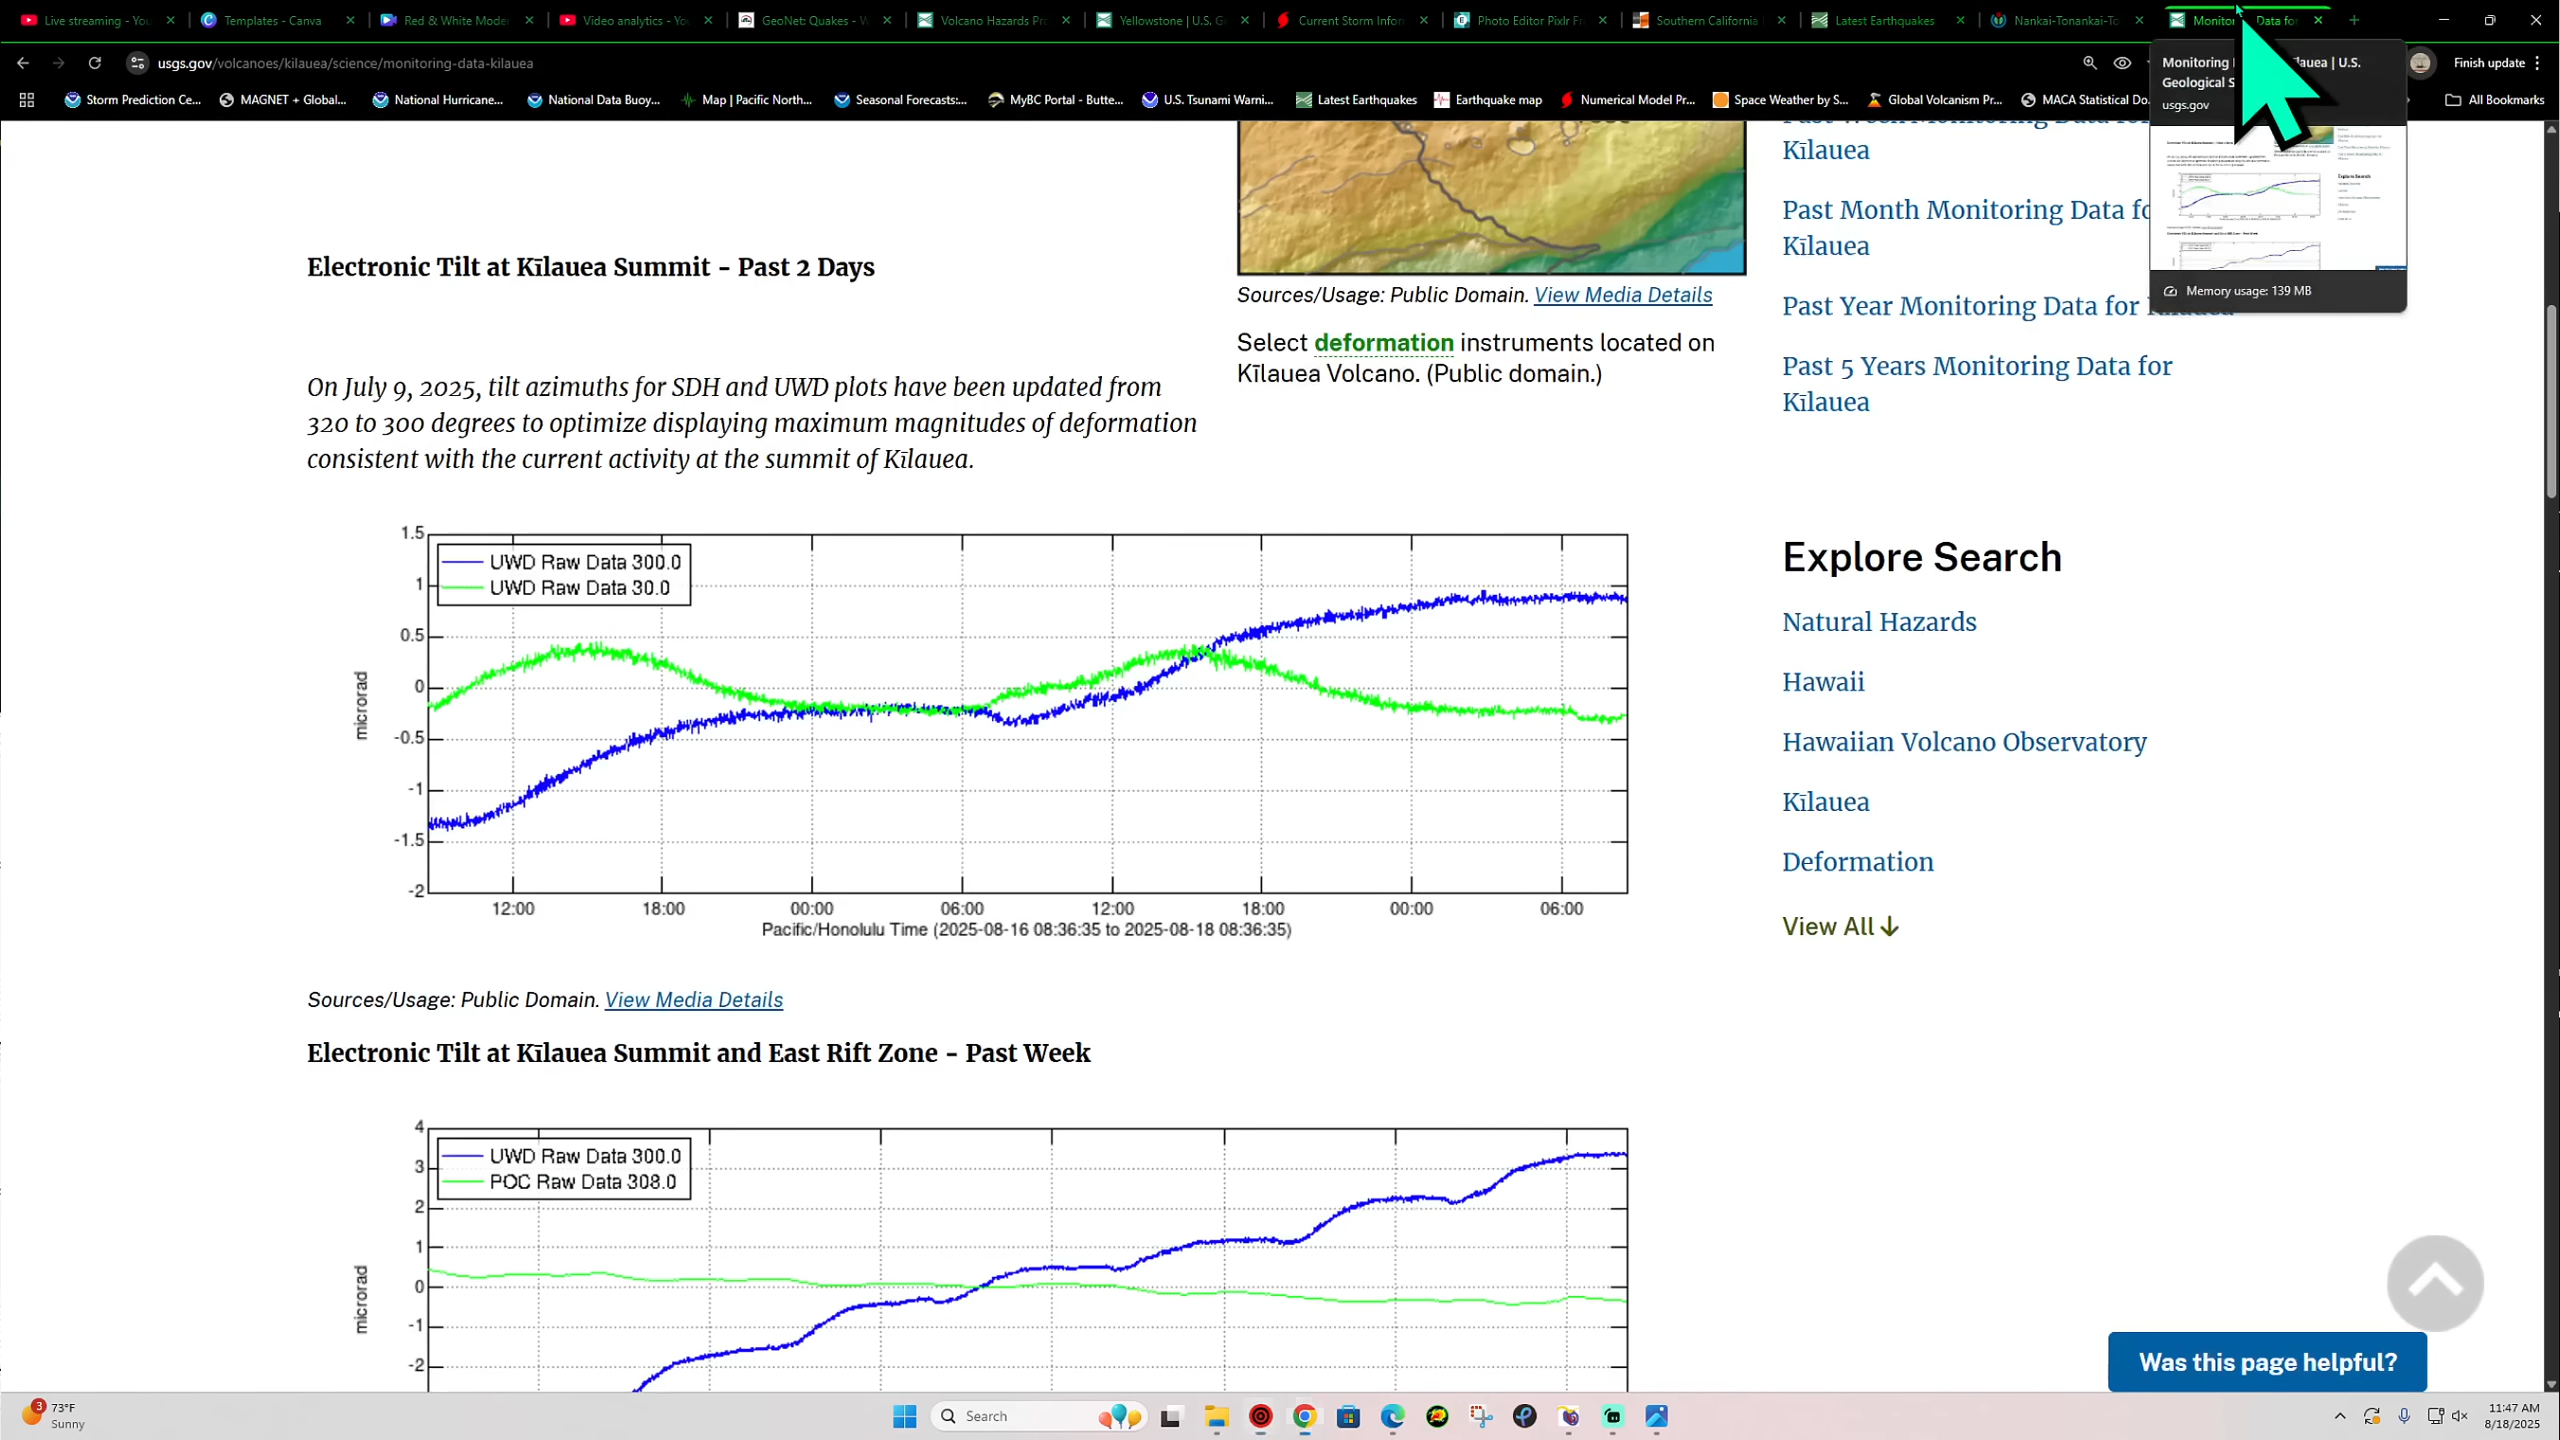 Live streaming - You
Templates - Canva
Red & White Moder
Video analytics - Yo
GeoNet: Quakes - W
Volcano Hazards Pr
Yellowstone | U.S. G
Current Storm Infor
Photo Editor Pixlr Fr
Southern California
Latest Earthquakes
Nankai-Tonankai-To
Monitor Data for
usgs.gov/volcanoes/kilauea/science/monitoring-data-kilauea
Finish update
Storm Prediction Ce...
MAGNET + Global...
National Hurricane...
National Data Buoy...
Map | Pacific North...
Seasonal Forecasts:...
MyBC Portal - Butte...
U.S. Tsunami Warni...
Latest Earthquakes
Earthquake map
Numerical Model Pr...
Space Weather by S...
Global Volcanism Pr...
MACA Statistical Do...
All Bookmarks
Monitoring lauea | U.S.
Geological S
usgs.gov
Memory usage: 139 MB
Past Week Monitoring Data for
Kīlauea
Past Month Monitoring Data fo
Kīlauea
Past Year Monitoring Data for Kīlauea
Past 5 Years Monitoring Data for
Kīlauea
Electronic Tilt at Kīlauea Summit - Past 2 Days
Sources/Usage: Public Domain. View Media Details
Select deformation instruments located on
Kīlauea Volcano. (Public domain.)
On July 9, 2025, tilt azimuths for SDH and UWD plots have been updated from
320 to 300 degrees to optimize displaying maximum magnitudes of deformation
consistent with the current activity at the summit of Kīlauea.
1.5
1
0.5
0
-0.5
-1
-1.5
-2
microrad
UWD Raw Data 300.0
UWD Raw Data 30.0
12:00 18:00 00:00 06:00 12:00 18:00 00:00 06:00
Pacific/Honolulu Time (2025-08-16 08:36:35 to 2025-08-18 08:36:35)
Explore Search
Natural Hazards
Hawaii
Hawaiian Volcano Observatory
Kīlauea
Deformation
View All
Sources/Usage: Public Domain. View Media Details
Electronic Tilt at Kīlauea Summit and East Rift Zone - Past Week
4
3
2
1
0
-1
-2
microrad
UWD Raw Data 300.0
POC Raw Data 308.0
Was this page helpful?
3
73°F
Sunny
Search
11:47 AM
8/18/2025